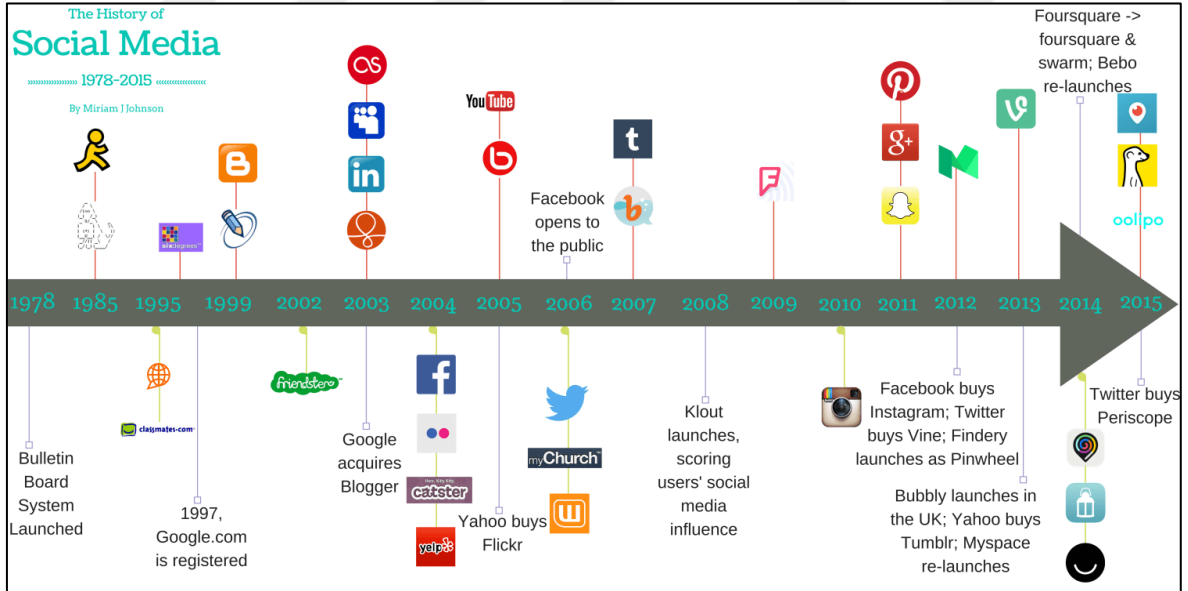 The History of
Social Media
1978-2015
By Miriam J Johnson
Foursquare ->
foursquare &
swarm; Bebo
re-launches
You Tube
Facebook
opens to
the public
sixdegrees
oolipo
1978 1985 1995 1999 2002 2003 2004 2005 2006 2007 2008 2009 2010 2011 2012 2013 2014 2015
friendster
classmates·com
Bulletin
Board
System
Launched
1997,
Google.com
is registered
Google
acquires
Blogger
catster
yelp
Yahoo buys
Flickr
myChurch
Klout
launches,
scoring
users' social
media
influence
Facebook buys
Instagram; Twitter
buys Vine; Findery
launches as Pinwheel
Bubbly launches in
the UK; Yahoo buys
Tumblr; Myspace
re-launches
Twitter buys
Periscope